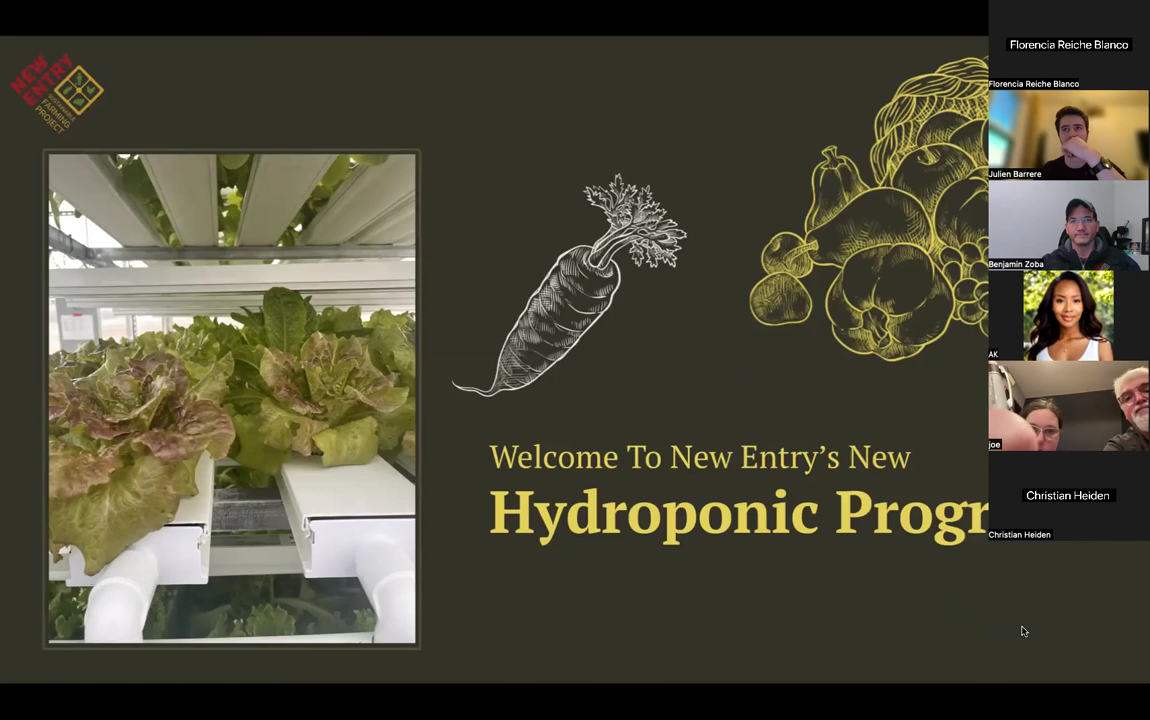 NEW
ENTRY
SUSTAINABLE
FARMING
PROJECT
Welcome To New Entry's New
Hydroponic Progr
Florencia Reiche Blanco
Florencia Reiche Blanco
Julien Barrere
Benjamin Zoba
AK
joe
Christian Heiden
Christian Heiden